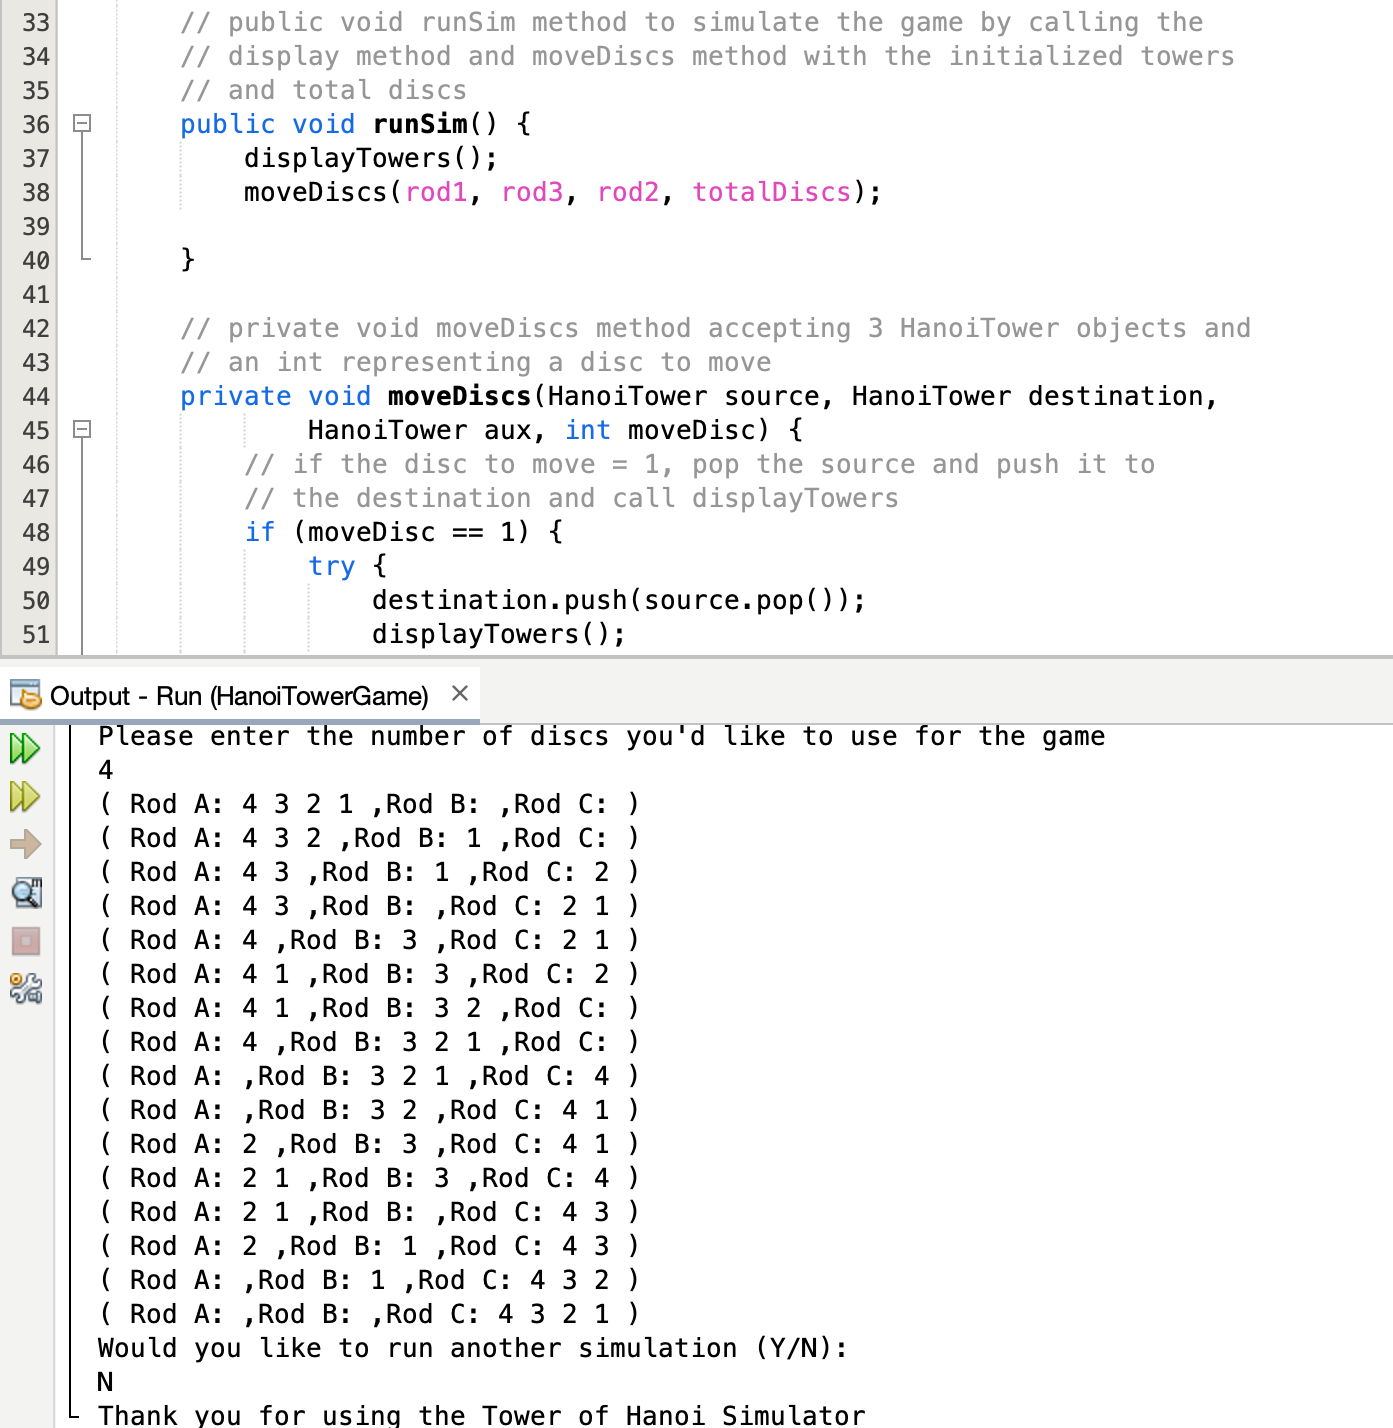 33 // public void runSim method to simulate the game by calling the
34 // display method and moveDiscs method with the initialized towers
35 // and total discs
36 public void runSim() {
37 displayTowers();
38 moveDiscs(rod1, rod3, rod2, totalDiscs);
39
40 }
41
42 // private void moveDiscs method accepting 3 HanoiTower objects and
43 // an int representing a disc to move
44 private void moveDiscs(HanoiTower source, HanoiTower destination,
45 HanoiTower aux, int moveDisc) {
46 // if the disc to move = 1, pop the source and push it to
47 // the destination and call displayTowers
48 if (moveDisc == 1) {
49 try {
50 destination.push(source.pop());
51 displayTowers();
Output - Run (HanoiTowerGame) ×
Please enter the number of discs you'd like to use for the game
4
( Rod A: 4 3 2 1 ,Rod B: ,Rod C: )
( Rod A: 4 3 2 ,Rod B: 1 ,Rod C: )
( Rod A: 4 3 ,Rod B: 1 ,Rod C: 2 )
( Rod A: 4 3 ,Rod B: ,Rod C: 2 1 )
( Rod A: 4 ,Rod B: 3 ,Rod C: 2 1 )
( Rod A: 4 1 ,Rod B: 3 ,Rod C: 2 )
( Rod A: 4 1 ,Rod B: 3 2 ,Rod C: )
( Rod A: 4 ,Rod B: 3 2 1 ,Rod C: )
( Rod A: ,Rod B: 3 2 1 ,Rod C: 4 )
( Rod A: ,Rod B: 3 2 ,Rod C: 4 1 )
( Rod A: 2 ,Rod B: 3 ,Rod C: 4 1 )
( Rod A: 2 1 ,Rod B: 3 ,Rod C: 4 )
( Rod A: 2 1 ,Rod B: ,Rod C: 4 3 )
( Rod A: 2 ,Rod B: 1 ,Rod C: 4 3 )
( Rod A: ,Rod B: 1 ,Rod C: 4 3 2 )
( Rod A: ,Rod B: ,Rod C: 4 3 2 1 )
Would you like to run another simulation (Y/N):
N
Thank you for using the Tower of Hanoi Simulator